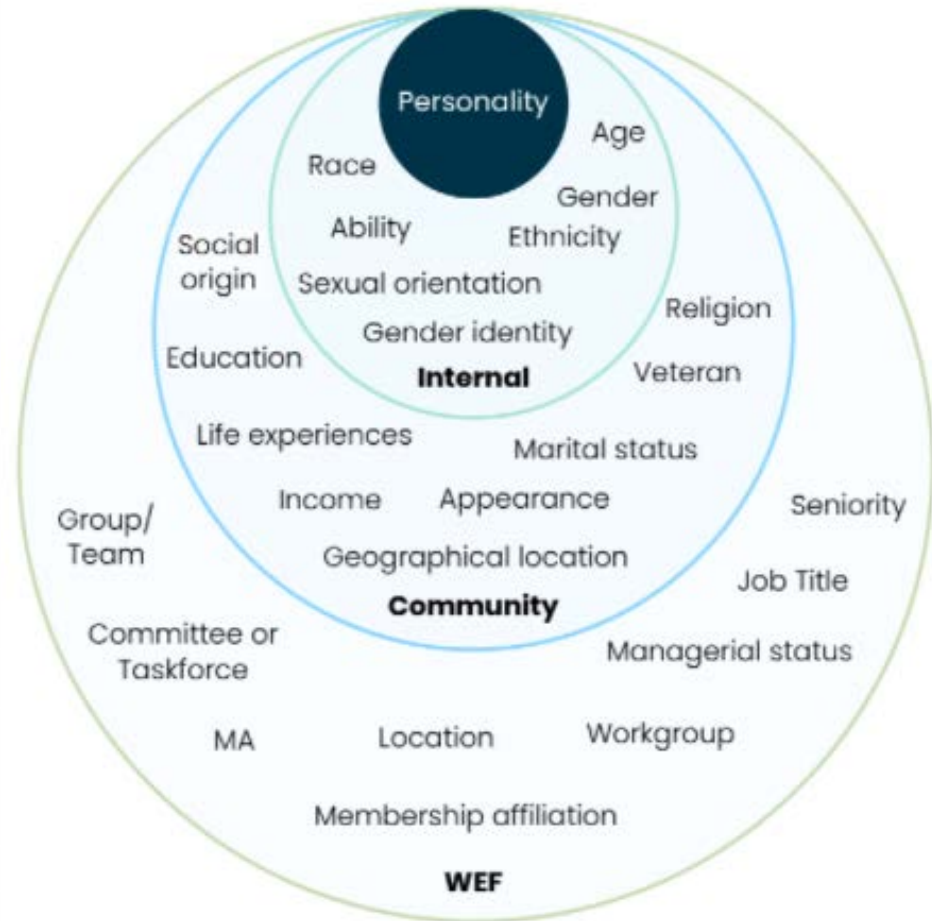 Personality
Age
Race
Gender
Ability
Ethnicity
Social
origin
Sexual orientation
Religion
Gender identity
Education
Internal
Veteran
Life experiences
Marital status
Income
Appearance
Seniority
Group/
Team
Geographical location
Job Title
Community
Committee or
Taskforce
Managerial status
MA
Location
Workgroup
Membership affiliation
WEF